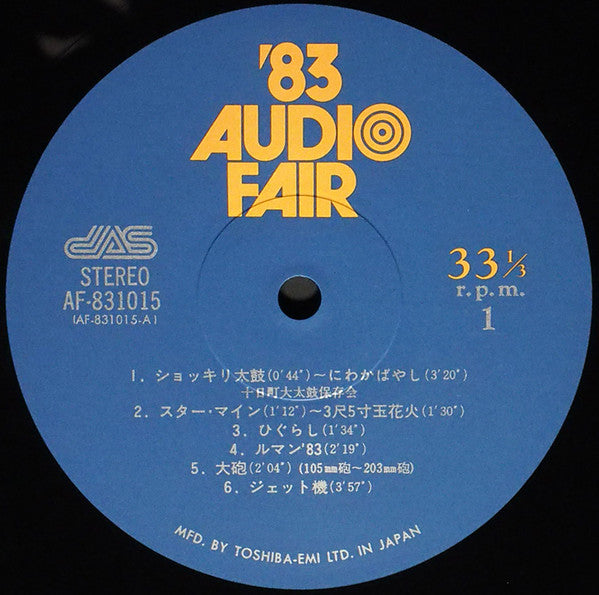 '83
AUDIO
FAIR
JAS
STEREO
AF-831015
(AF-831015-A)
33 1/3
r.p.m.
1
1. ショッキリ太鼓(0'44")～にわかばやし(3'20")
十日町大太鼓保存会
2. スター・マイン(1'12")～3尺5寸玉花火(1'30")
3. ひぐらし(1'34")
4. ルマン'83(2'19")
5. 大砲(2'04")(105mm砲～203mm砲)
6. ジェット機(3'57")
MFD. BY TOSHIBA-EMI LTD. IN JAPAN